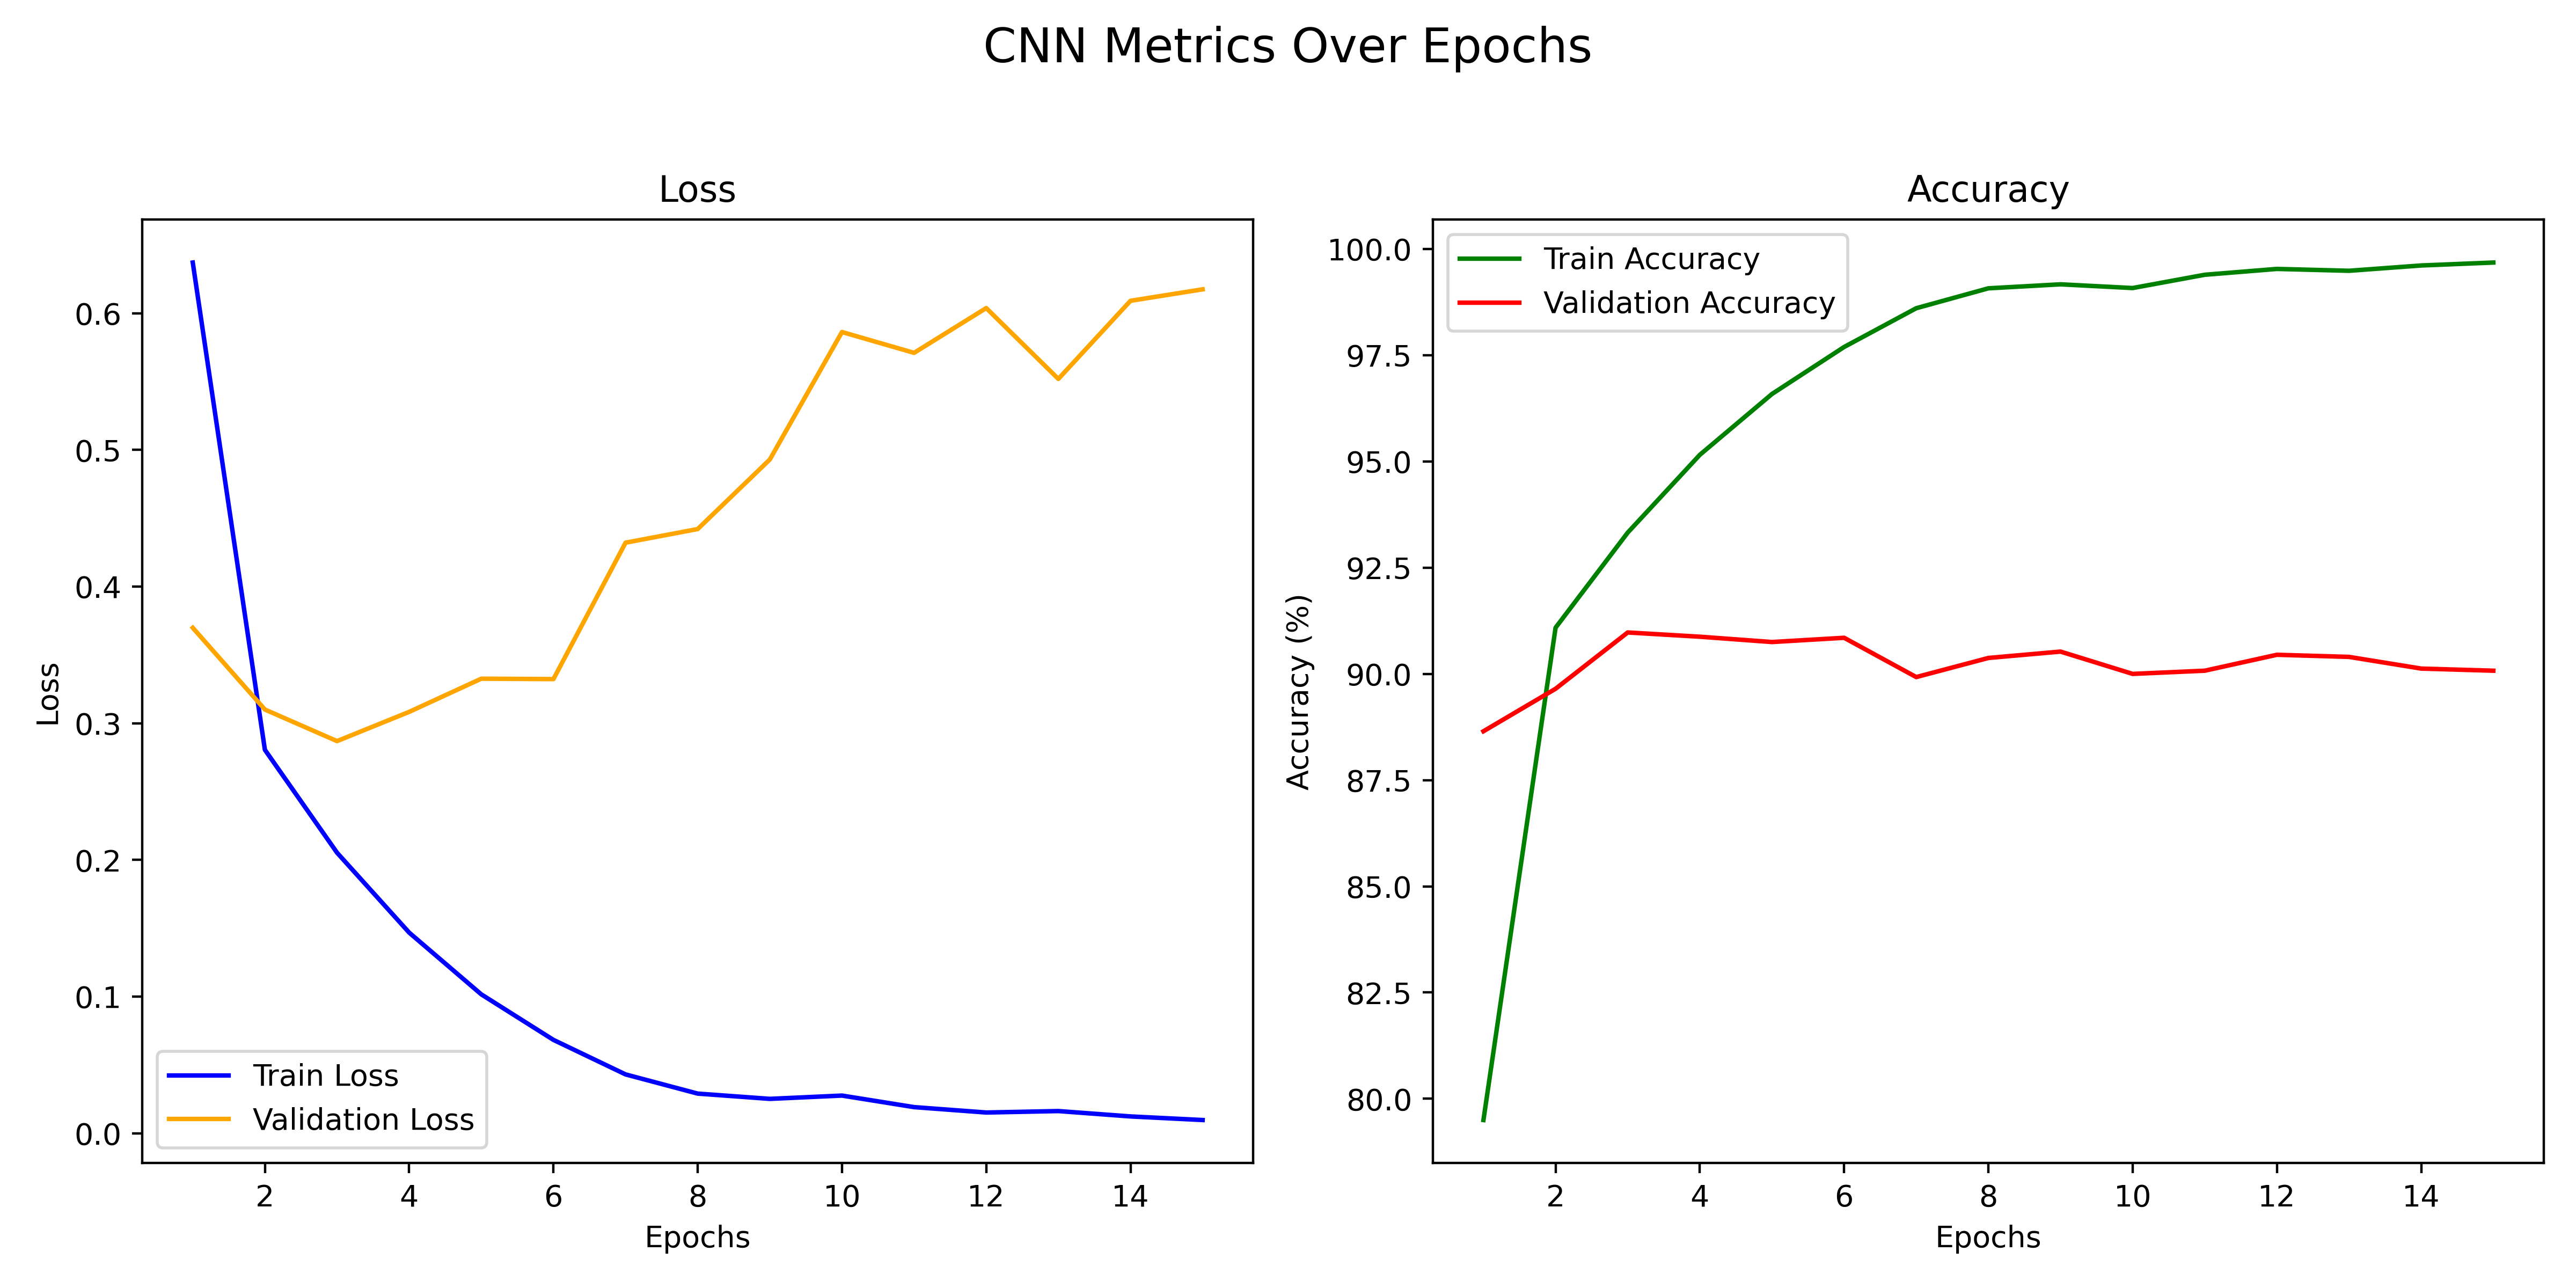 CNN Metrics Over Epochs
Loss
Loss
0.6
0.5
0.4
0.3
0.2
0.1
0.0
Train Loss
Validation Loss
2 4 6 8 10 12 14
Epochs
Accuracy
Accuracy (%)
100.0
97.5
95.0
92.5
90.0
87.5
85.0
82.5
80.0
Train Accuracy
Validation Accuracy
2 4 6 8 10 12 14
Epochs